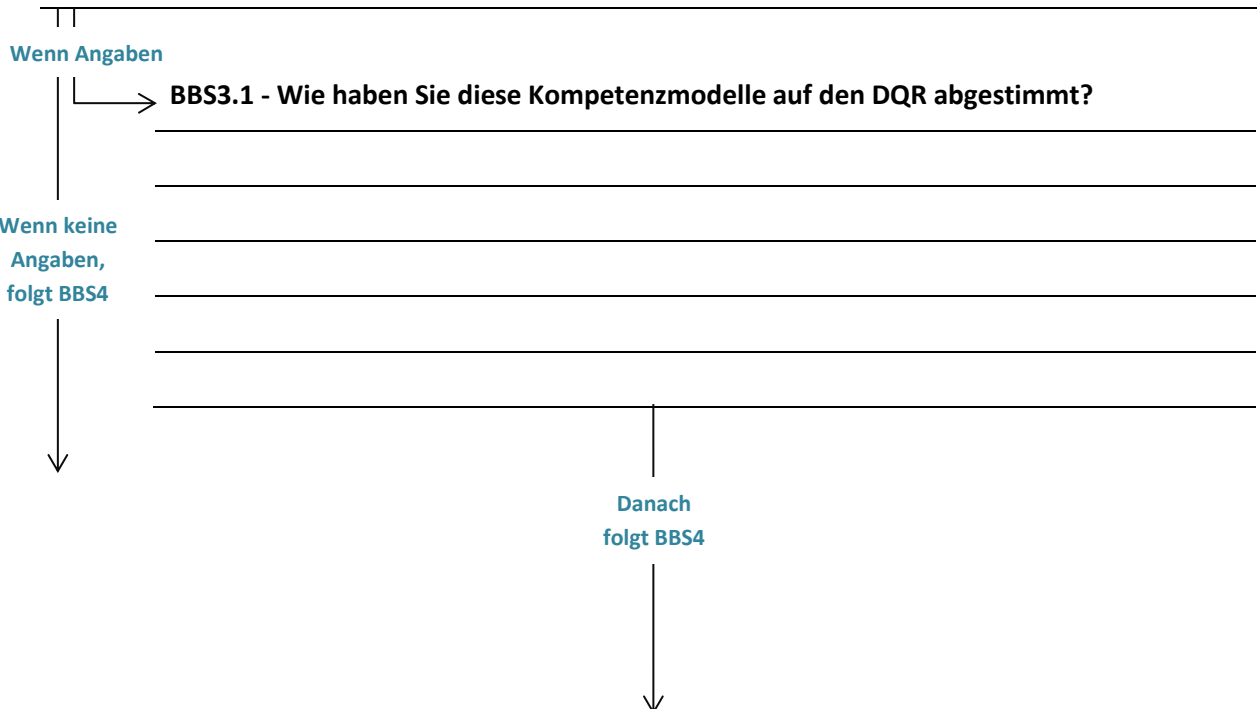 Wenn Angaben
BBS3.1 - Wie haben Sie diese Kompetenzmodelle auf den DQR abgestimmt?
Wenn keine
Angaben,
folgt BBS4
Danach
folgt BBS4